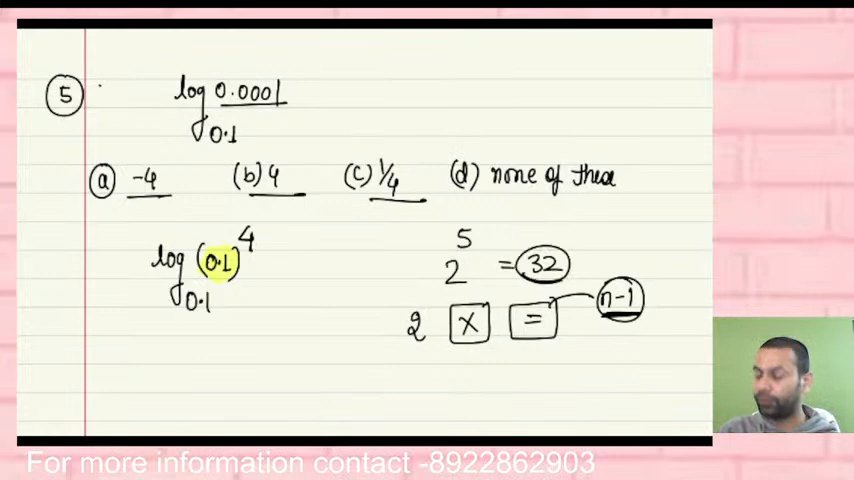 5
log 0.0001
0.1
(a) -4 (b) 4 (c) 1/4 (d) none of these
log (0.1)^4
0.1
2^5 = 32
2 × = n-1
For more information contact -8922862903